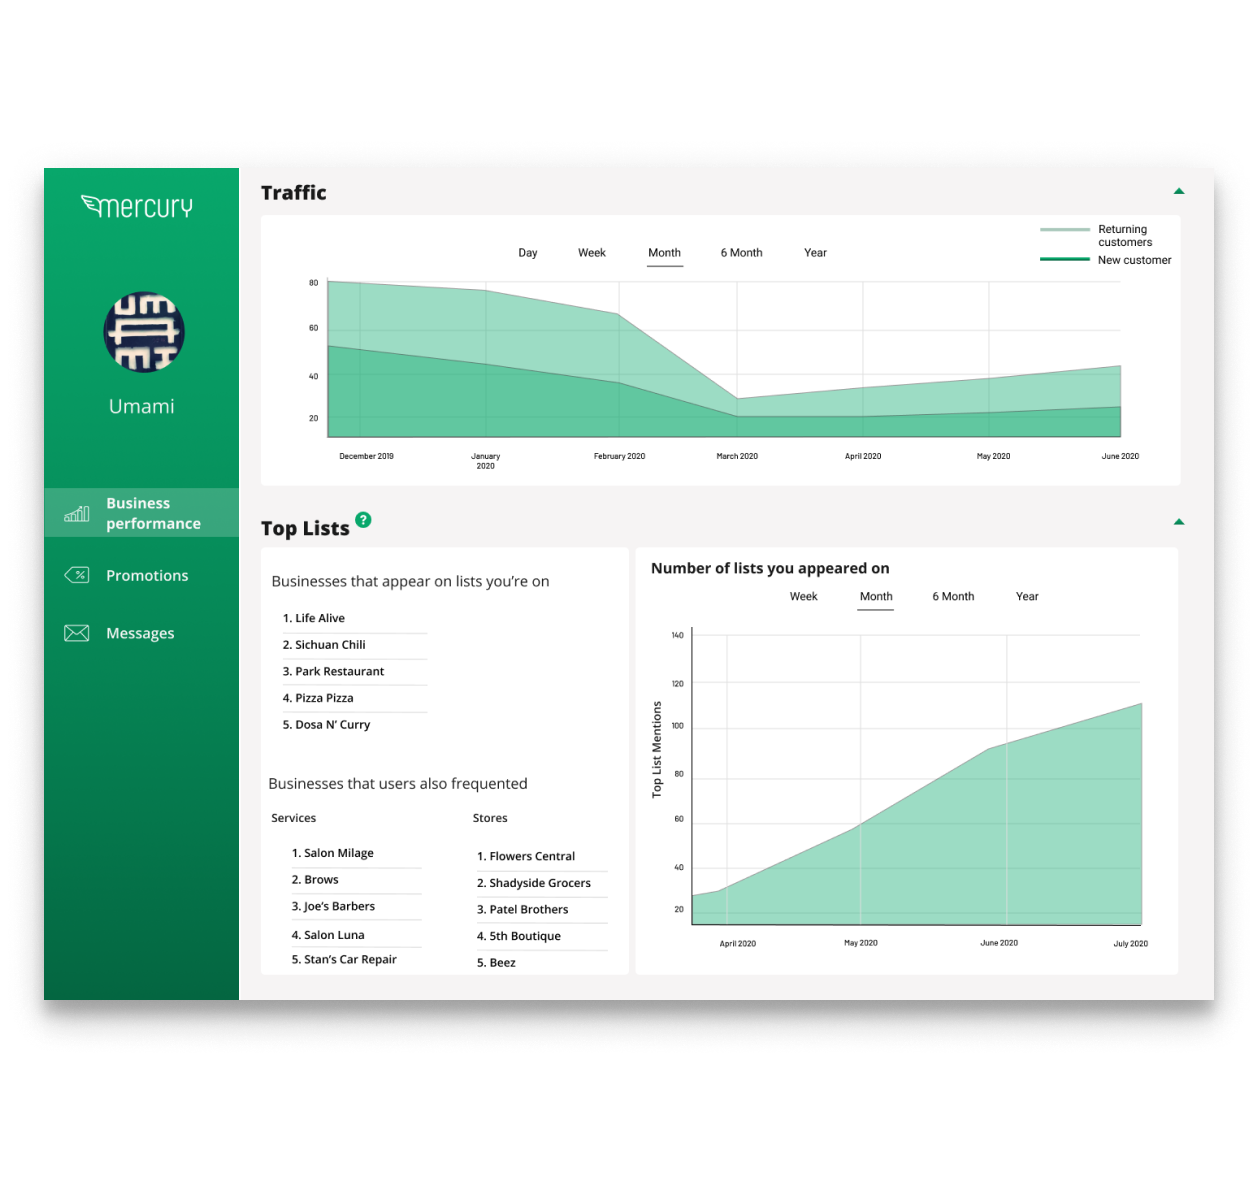 mercury
Umami
Business
performance
Promotions
Messages
Traffic
Returning
customers
New customer
Day Week Month 6 Month Year
80
60
40
20
December 2019 January
2020 February 2020 March 2020 April 2020 May 2020 June 2020
Top Lists ?
Businesses that appear on lists you’re on
1. Life Alive
2. Sichuan Chili
3. Park Restaurant
4. Pizza Pizza
5. Dosa N’ Curry
Businesses that users also frequented
Services
1. Salon Milage
2. Brows
3. Joe’s Barbers
4. Salon Luna
5. Stan’s Car Repair
Stores
1. Flowers Central
2. Shadyside Grocers
3. Patel Brothers
4. 5th Boutique
5. Beez
Number of lists you appeared on
Week Month 6 Month Year
Top List Mentions
140
120
100
80
60
40
20
April 2020 May 2020 June 2020 July 2020